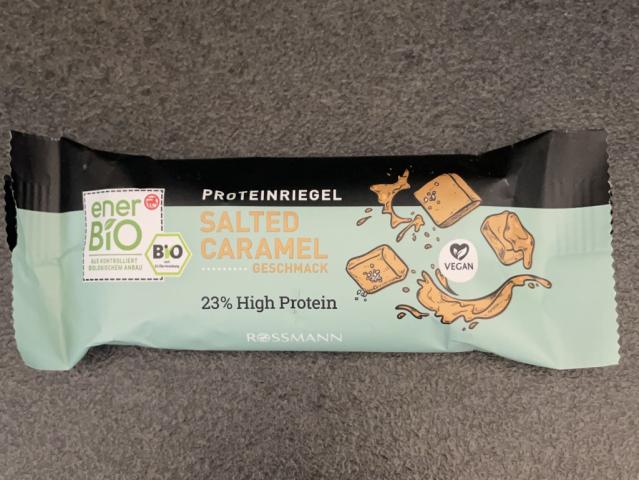 PROTEINRIEGEL
ener
BiO
AUS KONTROLLIERT
BIOLOGISCHEM ANBAU
BiO
SALTED
CARAMEL
GESCHMACK
VEGAN
23% High Protein
ROSSMANN